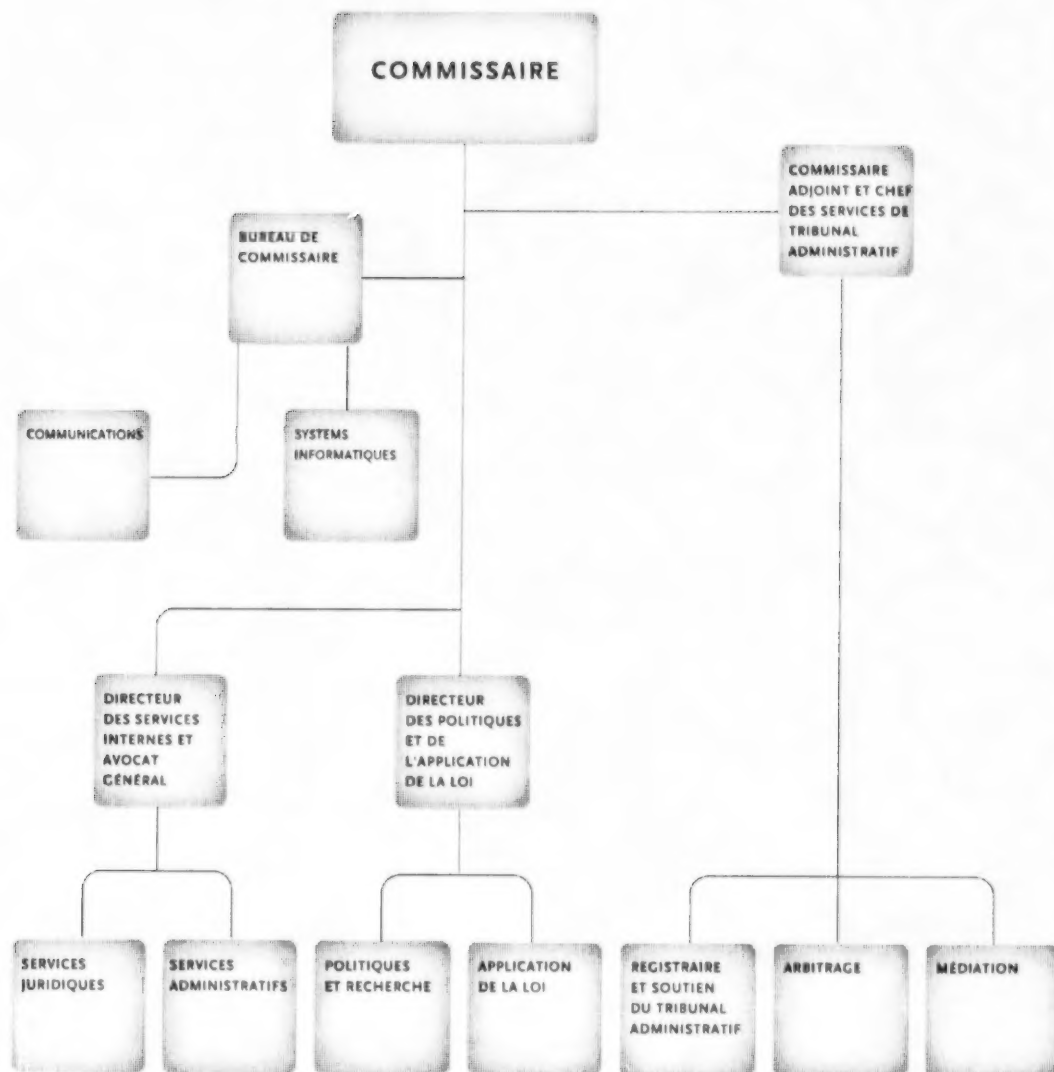 COMMISSAIRE
COMMISSAIRE
ADJOINT ET CHEF
DES SERVICES DE
TRIBUNAL
ADMINISTRATIF
BUREAU DE
COMMISSAIRE
COMMUNICATIONS
SYSTEMS
INFORMATIQUES
DIRECTEUR
DES SERVICES
INTERNES ET
AVOCAT
GÉNÉRAL
DIRECTEUR
DES POLITIQUES
ET DE
L'APPLICATION
DE LA LOI
SERVICES
JURIDIQUES
SERVICES
ADMINISTRATIFS
POLITIQUES
ET RECHERCHE
APPLICATION
DE LA LOI
REGISTRAIRE
ET SOUTIEN
DU TRIBUNAL
ADMINISTRATIF
ARBITRAGE
MÉDIATION